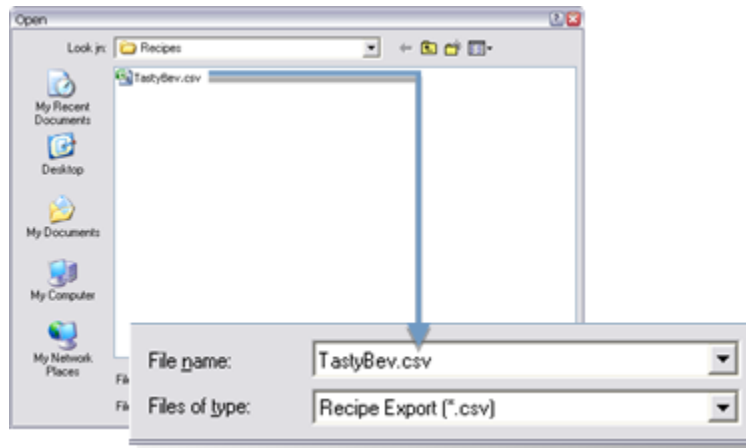 Open
Look in:
Recipes
TastyBev.csv
My Recent
Documents
Desktop
My Documents
My Computer
My Network
Places
File name:
TastyBev.csv
Files of type:
Recipe Export (*.csv)